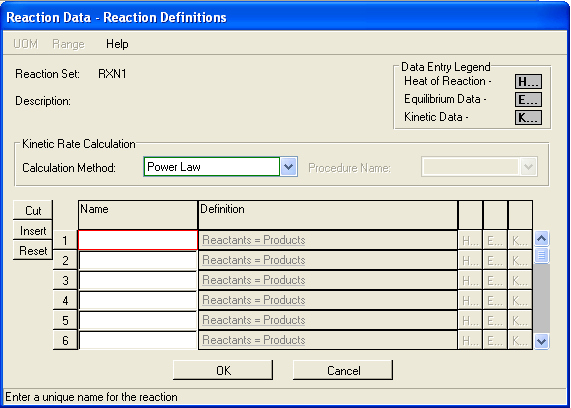 Reaction Data - Reaction Definitions
UOM Range Help
Reaction Set: RXN1
Description:
Data Entry Legend
Heat of Reaction - H...
Equilibrium Data - E...
Kinetic Data - K...
Kinetic Rate Calculation
Calculation Method: Power Law Procedure Name:
Cut
Insert
Reset
Name Definition
1 Reactants = Products H... E... K...
2 Reactants = Products H... E... K...
3 Reactants = Products H... E... K...
4 Reactants = Products H... E... K...
5 Reactants = Products H... E... K...
6 Reactants = Products H... E... K...
OK Cancel
Enter a unique name for the reaction